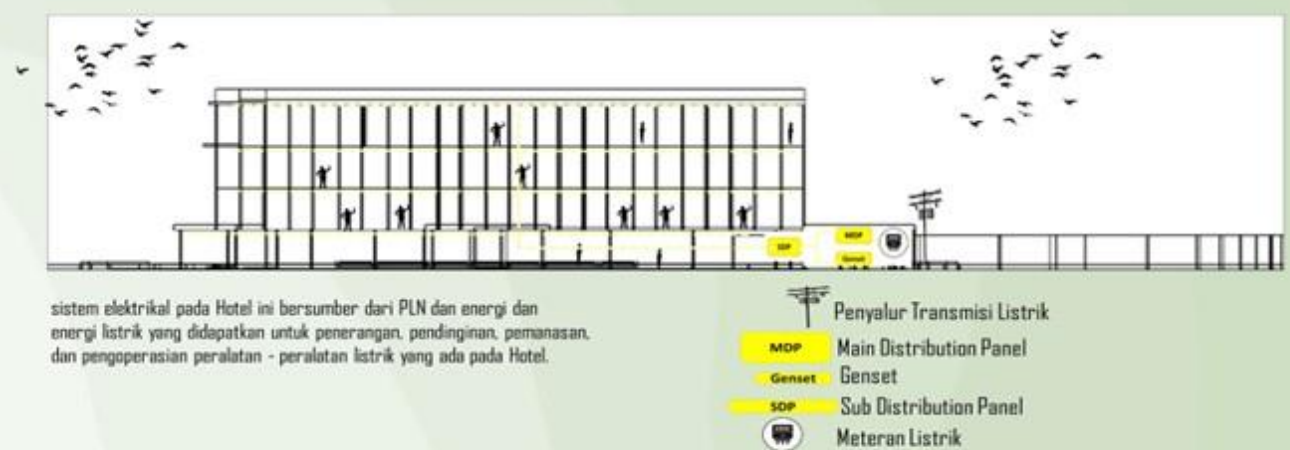 SDP
MDP
Genset
sistem elektrikal pada Hotel ini bersumber dari PLN dan energi dan
energi listrik yang didapatkan untuk penerangan, pendinginan, pemanasan,
dan pengoperasian peralatan - peralatan listrik yang ada pada Hotel.
Penyalur Transmisi Listrik
MDP Main Distribution Panel
Genset Genset
SDP Sub Distribution Panel
Meteran Listrik